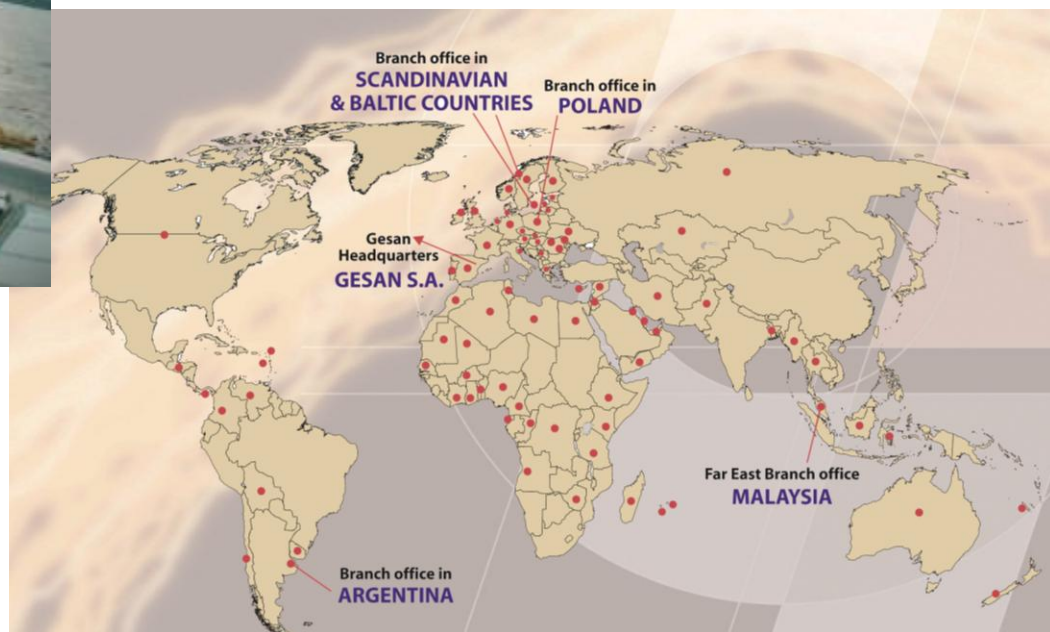 Branch office in
SCANDINAVIAN
& BALTIC COUNTRIES
Branch office in
POLAND
Gesan
Headquarters
GESAN S.A.
Far East Branch office
MALAYSIA
Branch office in
ARGENTINA